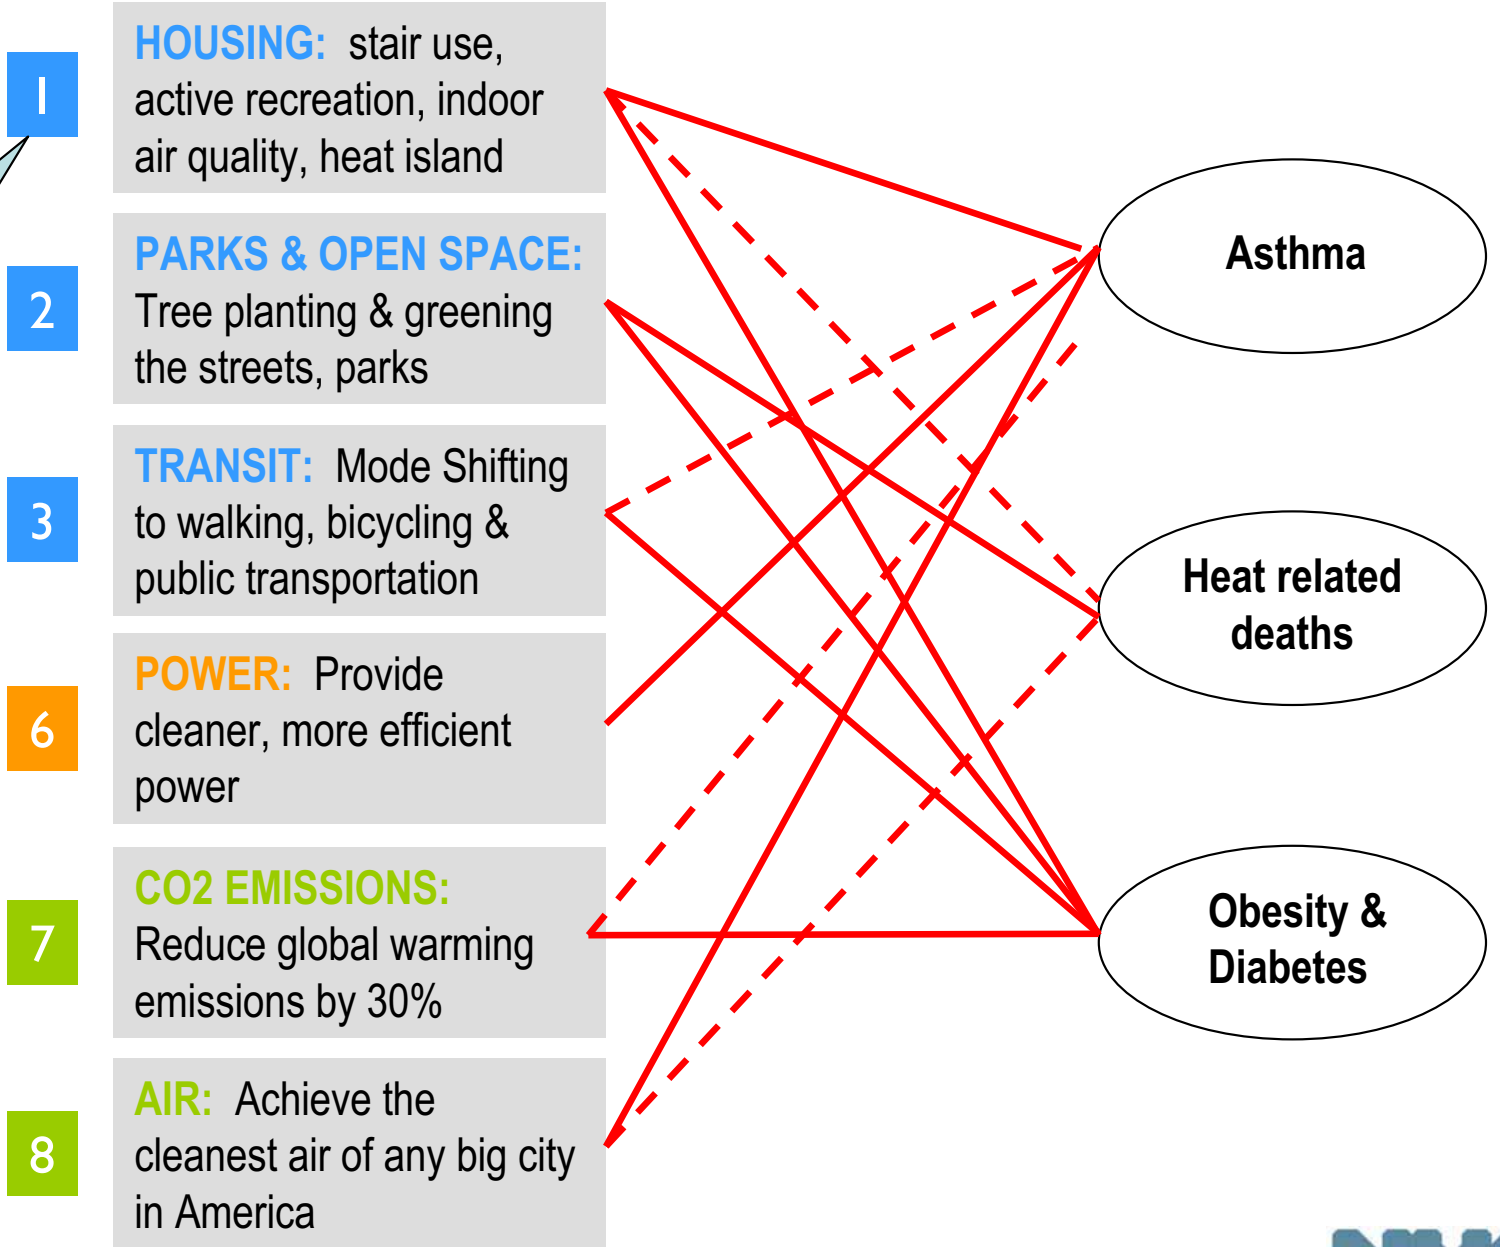 1
HOUSING: stair use,
active recreation, indoor
air quality, heat island
2
PARKS & OPEN SPACE:
Tree planting & greening
the streets, parks
3
TRANSIT: Mode Shifting
to walking, bicycling &
public transportation
6
POWER: Provide
cleaner, more efficient
power
7
CO2 EMISSIONS:
Reduce global warming
emissions by 30%
8
AIR: Achieve the
cleanest air of any big city
in America
Asthma
Heat related
deaths
Obesity &
Diabetes